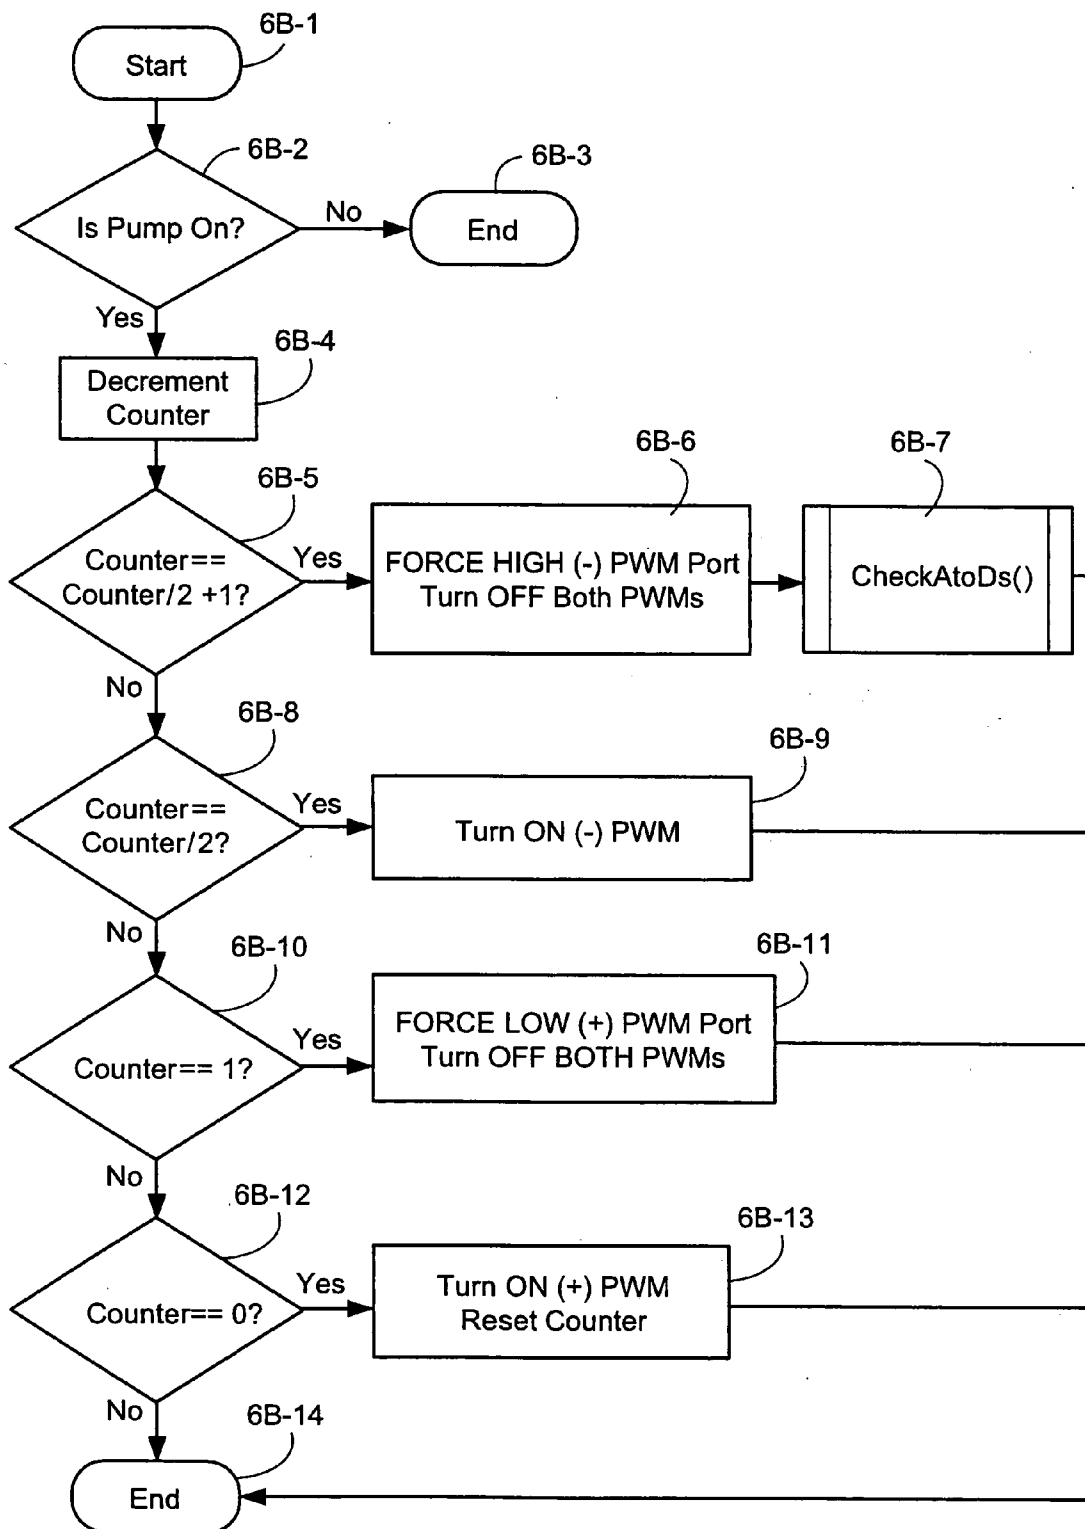 6B-1
Start
6B-2
6B-3
Is Pump On?
No
End
Yes
6B-4
Decrement
Counter
6B-5
6B-6
6B-7
Counter==
Counter/2 +1?
Yes
FORCE HIGH (-) PWM Port
Turn OFF Both PWMs
CheckAtoDs()
No
6B-8
6B-9
Counter==
Counter/2?
Yes
Turn ON (-) PWM
No
6B-10
6B-11
Counter== 1?
Yes
FORCE LOW (+) PWM Port
Turn OFF BOTH PWMs
No
6B-12
6B-13
Counter== 0?
Yes
Turn ON (+) PWM
Reset Counter
No
6B-14
End